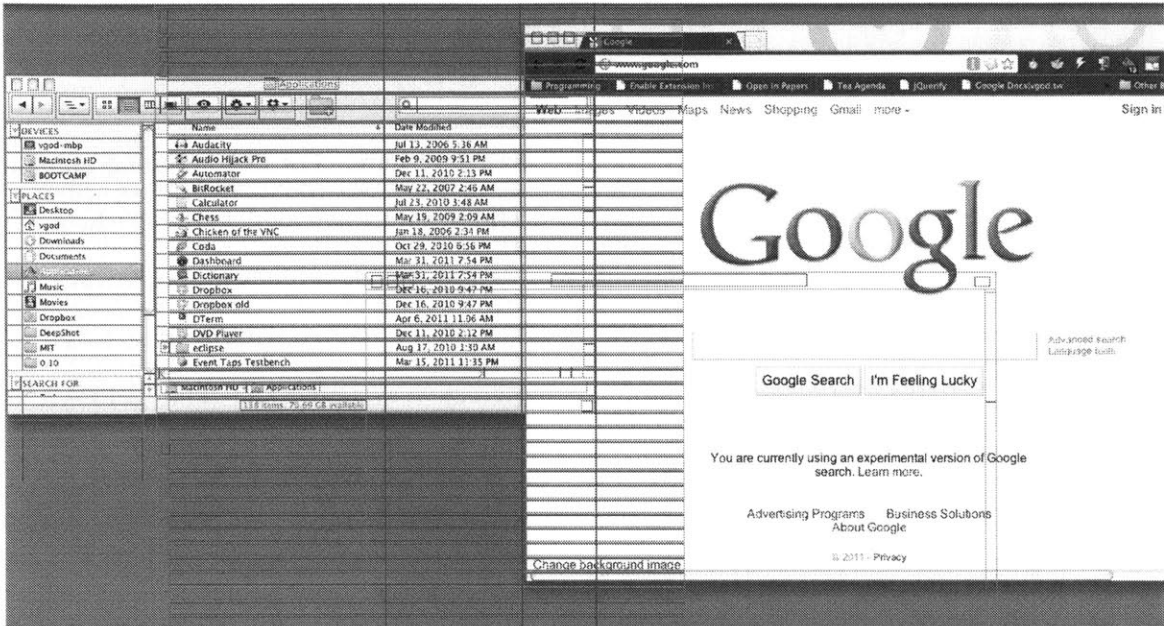 Applications
DEVICES
vgod-mbp
Macintosh HD
BOOTCAMP
PLACES
Desktop
vgod
Downloads
Documents
Applications
Music
Movies
Dropbox
DeepShot
MIT
0 10
SEARCH FOR
Name Date Modified
Audacity Jul 13, 2006 5:36 AM
Audio Hijack Pro Feb 9, 2009 9:51 PM
Automator Dec 11, 2010 2:13 PM
BitRocket May 22, 2007 2:46 AM
Calculator Jul 23, 2010 3:48 AM
Chess May 19, 2009 2:09 AM
Chicken of the VNC Jan 18, 2006 2:34 PM
Coda Oct 29, 2010 6:56 PM
Dashboard Mar 31, 2011 7:54 PM
Dictionary Mar 31, 2011 7:54 PM
Dropbox Dec 16, 2010 9:47 PM
Dropbox old Dec 16, 2010 9:47 PM
DTerm Apr 6, 2011 11:06 AM
DVD Player Dec 11, 2010 2:12 PM
eclipse Aug 17, 2010 1:30 AM
Event Taps Testbench Mar 15, 2011 11:35 PM
Macintosh HD Applications
items, 70.69 GB available
Google
www.google.com
Programming Enable Extension In: Open in Papers Tea Agenda jQuerify Google Docs|vgod.tw Other B
Web Images Videos Maps News Shopping Gmail more Sign in
Google
Advanced search
Language tools
Google Search I'm Feeling Lucky
You are currently using an experimental version of Google
search. Learn more.
Advertising Programs Business Solutions
About Google
© 2011 - Privacy
Change background image